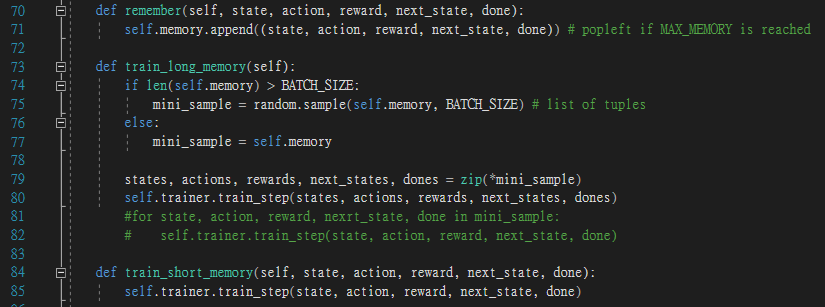 70 def remember(self, state, action, reward, next_state, done):
71 self.memory.append((state, action, reward, next_state, done)) # popleft if MAX_MEMORY is reached
72
73 def train_long_memory(self):
74 if len(self.memory) > BATCH_SIZE:
75 mini_sample = random.sample(self.memory, BATCH_SIZE) # list of tuples
76 else:
77 mini_sample = self.memory
78
79 states, actions, rewards, next_states, dones = zip(*mini_sample)
80 self.trainer.train_step(states, actions, rewards, next_states, dones)
81 #for state, action, reward, nexrt_state, done in mini_sample:
82 # self.trainer.train_step(state, action, reward, next_state, done)
83
84 def train_short_memory(self, state, action, reward, next_state, done):
85 self.trainer.train_step(state, action, reward, next_state, done)